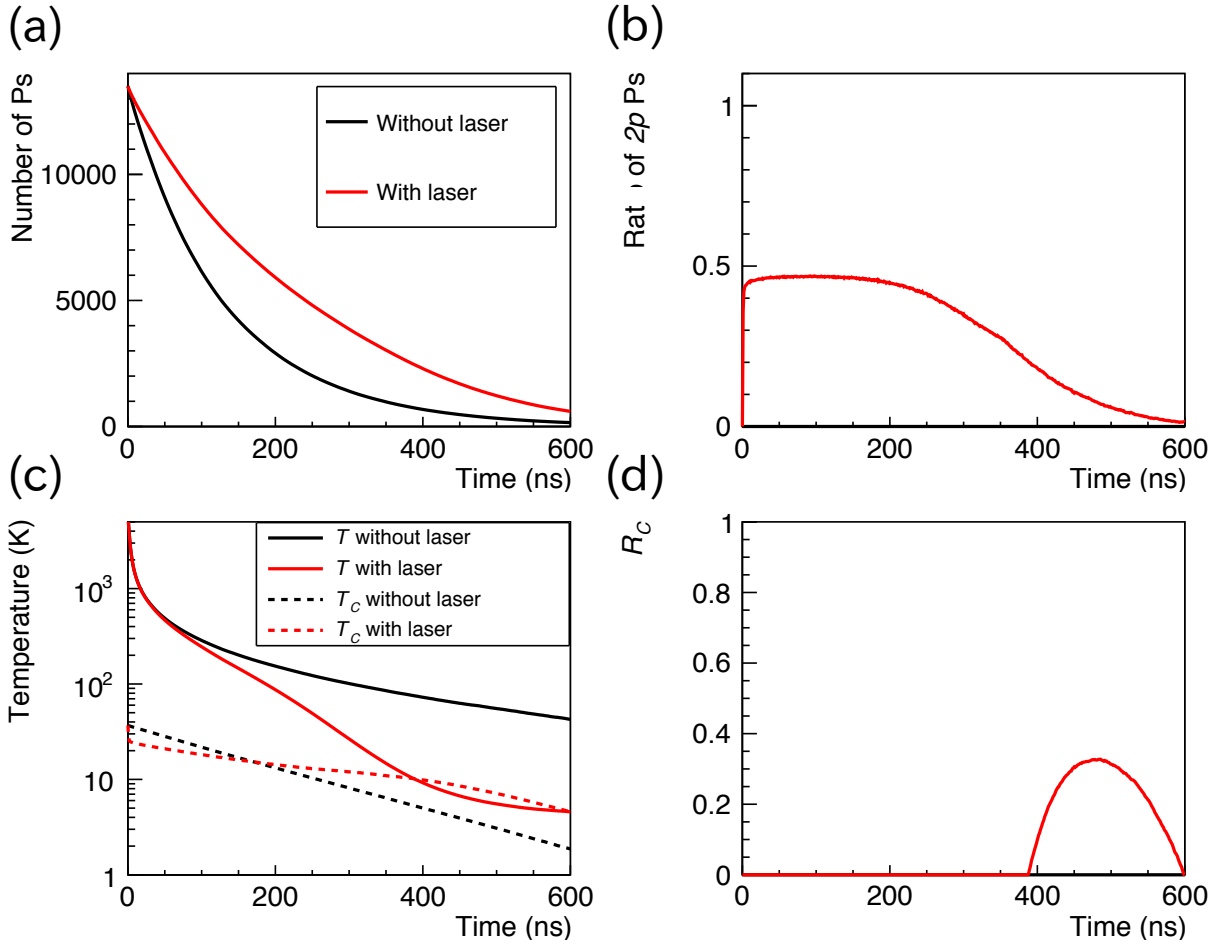 (a)
Number of Ps
10000
5000
0
0 200 400 600
Time (ns)
Without laser
With laser
(b)
Rat o of 2p Ps
1
0.5
0
0 200 400 600
Time (ns)
(c)
Temperature (K)
10³
10²
10
1
0 200 400 600
Time (ns)
T without laser
T with laser
T_C without laser
T_C with laser
(d)
R_C
1
0.8
0.6
0.4
0.2
0
0 200 400 600
Time (ns)